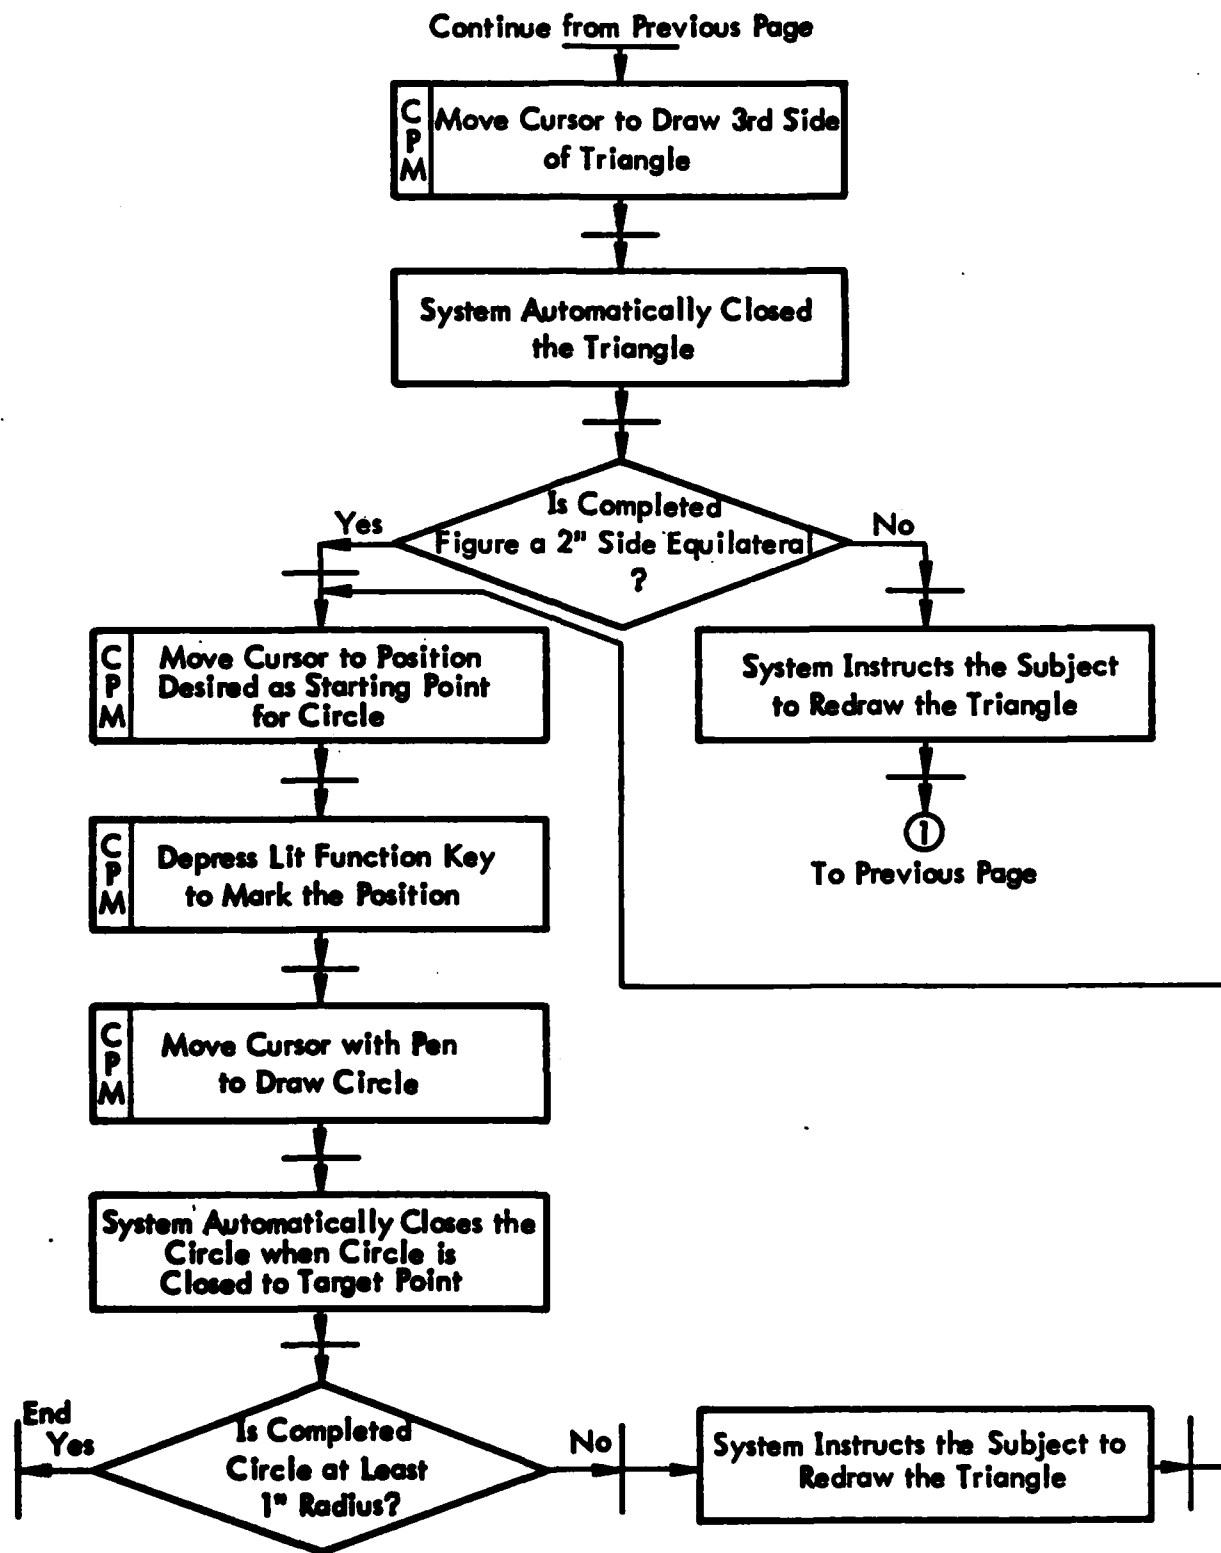 Continue from Previous Page
CPM
Move Cursor to Draw 3rd Side
of Triangle
System Automatically Closed
the Triangle
Is Completed
Figure a 2" Side Equilateral
?
Yes
No
CPM
Move Cursor to Position
Desired as Starting Point
for Circle
System Instructs the Subject
to Redraw the Triangle
1
To Previous Page
CPM
Depress Lit Function Key
to Mark the Position
CPM
Move Cursor with Pen
to Draw Circle
System Automatically Closes the
Circle when Circle is
Closed to Target Point
Is Completed
Circle at Least
1" Radius?
End
Yes
No
System Instructs the Subject to
Redraw the Triangle